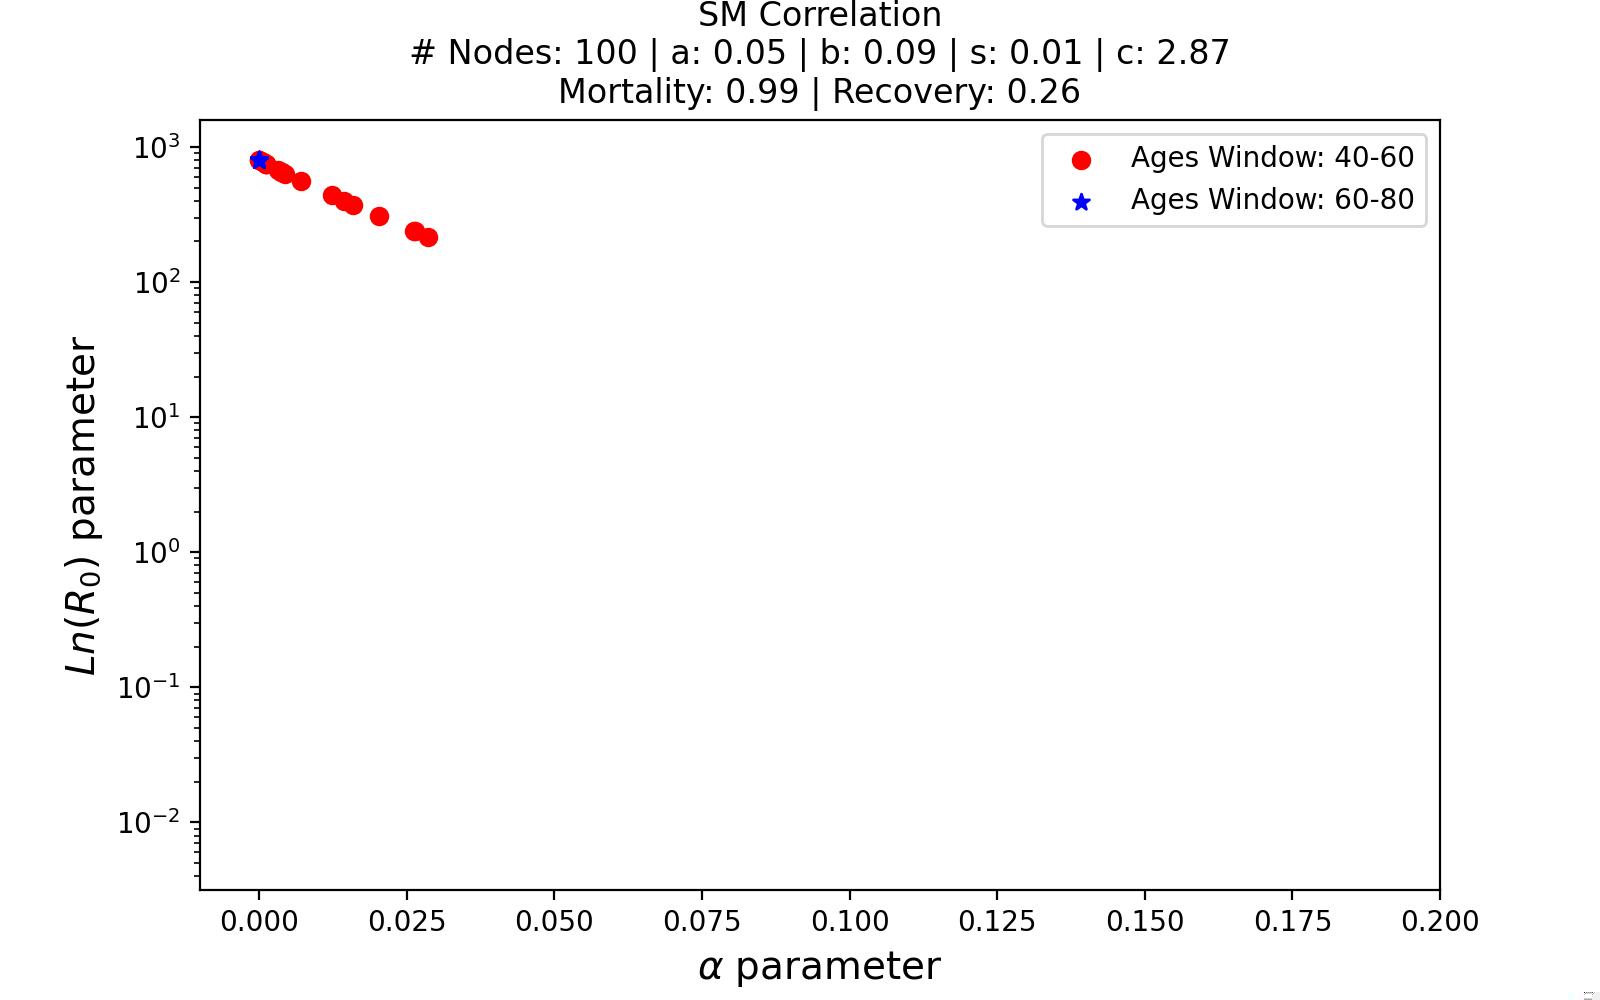 SM Correlation
# Nodes: 100 | a: 0.05 | b: 0.09 | s: 0.01 | c: 2.87
Mortality: 0.99 | Recovery: 0.26
Ages Window: 40-60
Ages Window: 60-80
10³
10²
10¹
10⁰
10⁻¹
10⁻²
Ln(R₀) parameter
0.000 0.025 0.050 0.075 0.100 0.125 0.150 0.175 0.200
α parameter